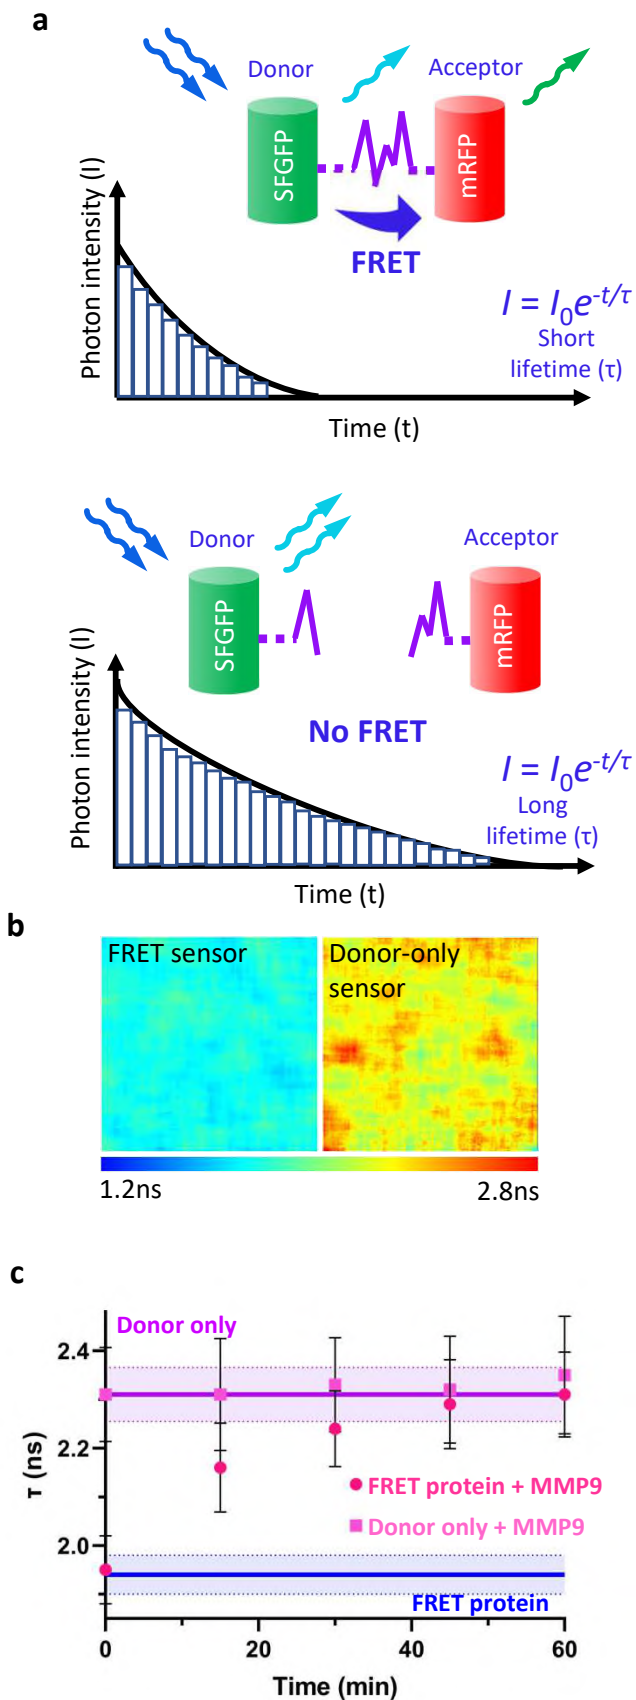 a
Donor
Acceptor
SFGFP
mRFP
FRET
Photon intensity (I)
I = I₀e^-t/τ
Short
lifetime (τ)
Time (t)
Donor
Acceptor
SFGFP
mRFP
Photon intensity (I)
No FRET
I = I₀e^-t/τ
Long
lifetime (τ)
Time (t)
b
FRET sensor
Donor-only
sensor
1.2ns
2.8ns
c
Donor only
2.4
2.2
2.0
τ (ns)
FRET protein + MMP9
Donor only + MMP9
FRET protein
0
20
40
60
Time (min)